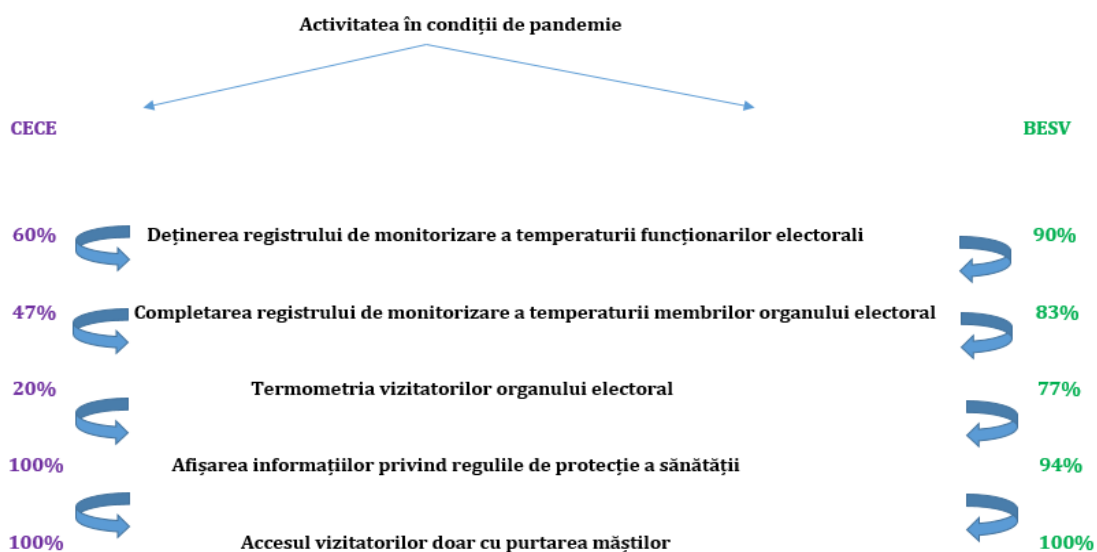 Activitatea în condiții de pandemie
CECE BESV
60% Deținerea registrului de monitorizare a temperaturii funcționarilor electorali 90%
47% Completarea registrului de monitorizare a temperaturii membrilor organului electoral 83%
20% Termometria vizitatorilor organului electoral 77%
100% Afișarea informațiilor privind regulile de protecție a sănătății 94%
100% Accesul vizitatorilor doar cu purtarea măștilor 100%